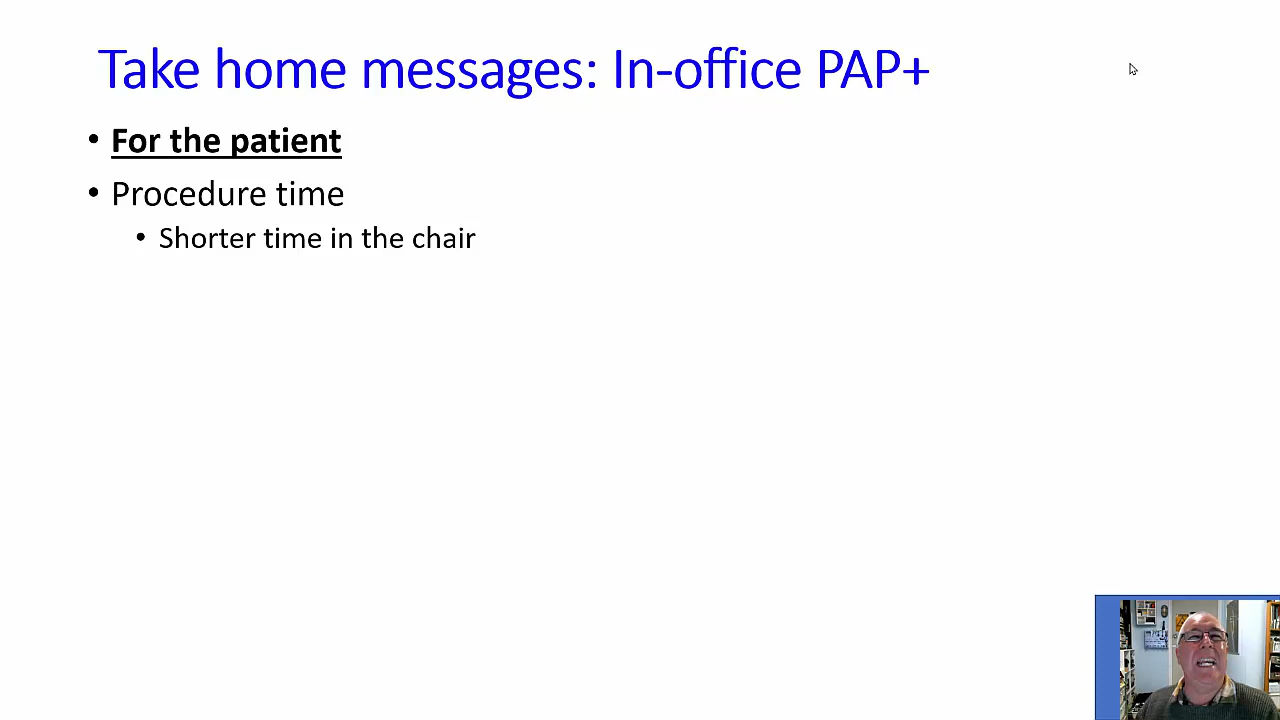 Take home messages: In-office PAP+
• For the patient
• Procedure time
• Shorter time in the chair